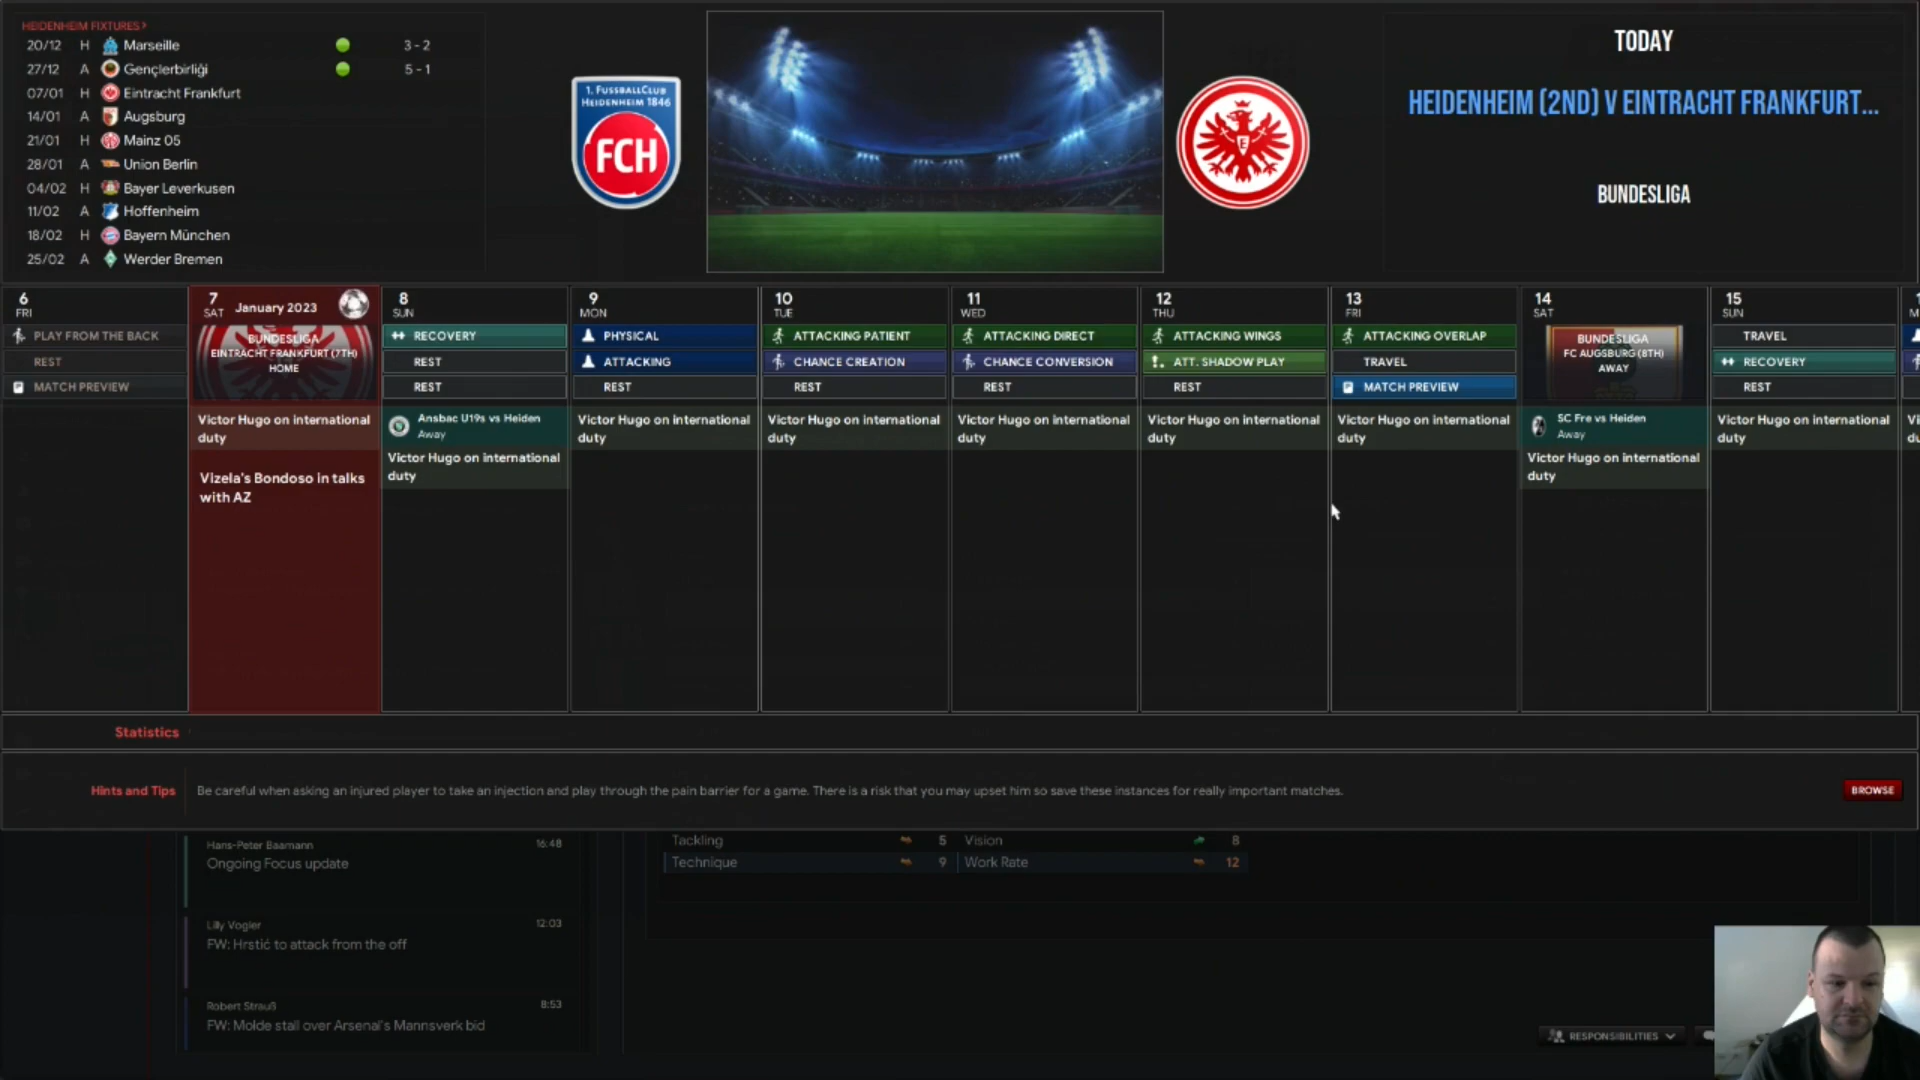 HEIDENHEIM FIXTURES >
20/12 H Marseille 3 - 2
27/12 A Gençlerbirliği 5 - 1
07/01 H Eintracht Frankfurt
14/01 A Augsburg
21/01 H Mainz 05
28/01 A Union Berlin
04/02 H Bayer Leverkusen
11/02 A Hoffenheim
18/02 H Bayern München
25/02 A Werder Bremen
1. FUSSBALLCLUB
HEIDENHEIM 1846
FCH
TODAY
HEIDENHEIM (2ND) V EINTRACHT FRANKFURT...
BUNDESLIGA
6
FRI
PLAY FROM THE BACK
REST
MATCH PREVIEW
7
SAT January 2023
BUNDESLIGA
EINTRACHT FRANKFURT (7TH)
HOME
Victor Hugo on international
duty
Vizela's Bondoso in talks
with AZ
8
SUN
RECOVERY
REST
REST
Ansbac U19s vs Heiden
Away
Victor Hugo on international
duty
9
MON
PHYSICAL
ATTACKING
REST
Victor Hugo on international
duty
10
TUE
ATTACKING PATIENT
CHANCE CREATION
REST
Victor Hugo on international
duty
11
WED
ATTACKING DIRECT
CHANCE CONVERSION
REST
Victor Hugo on international
duty
12
THU
ATTACKING WINGS
ATT. SHADOW PLAY
REST
Victor Hugo on international
duty
13
FRI
ATTACKING OVERLAP
TRAVEL
MATCH PREVIEW
Victor Hugo on international
duty
14
SAT
BUNDESLIGA
FC AUGSBURG (8TH)
AWAY
SC Fre vs Heiden
Away
Victor Hugo on international
duty
15
SUN
TRAVEL
RECOVERY
REST
Victor Hugo on international
duty
Statistics
Hints and Tips Be careful when asking an injured player to take an injection and play through the pain barrier for a game. There is a risk that you may upset him so save these instances for really important matches. BROWSE
Hans-Peter Baamann 16:48
Ongoing Focus update
Lilly Vogler 12:03
FW: Hrstić to attack from the off
Robert Strauß 8:53
FW: Molde stall over Arsenal's Mannsverk bid
Tackling 5 Vision 8
Technique 9 Work Rate 12
RESPONSIBILITIES